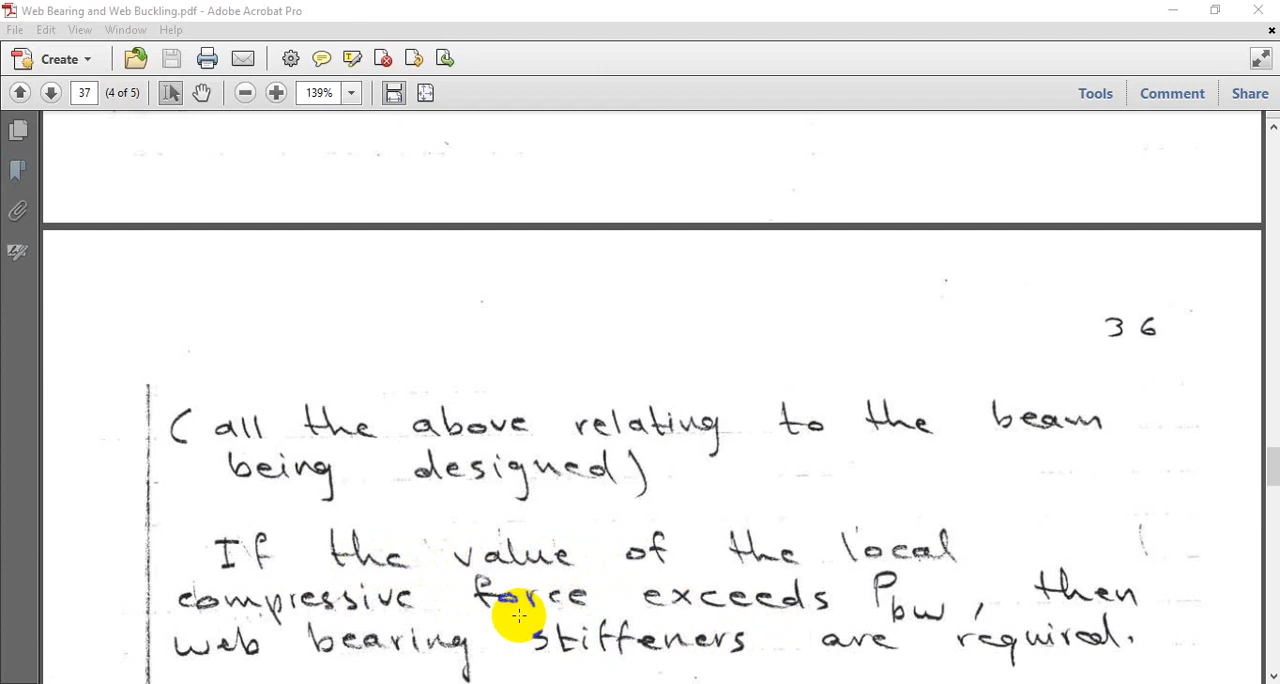 Web Bearing and Web Buckling.pdf - Adobe Acrobat Pro
File Edit View Window Help
Create
37 (4 of 5) 139% Tools Comment Share
36
(all the above relating to the beam
being designed)
If the value of the local
compressive force exceeds Pbw, then
web bearing stiffeners are required.